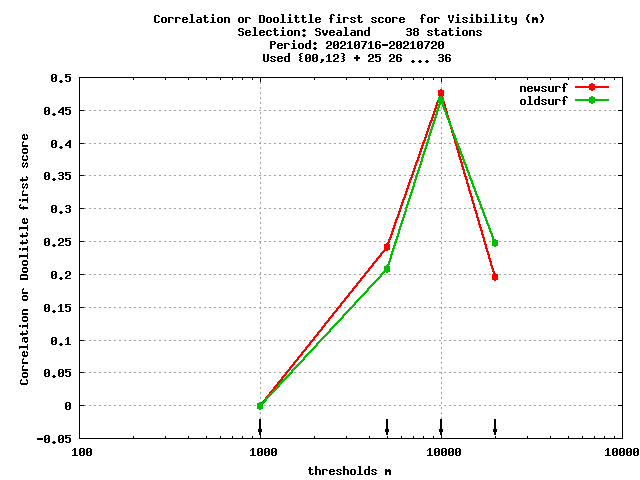 Correlation or Doolittle first score  for Visibility (m)
Selection: Svealand     38 stations
Period: 20210716-20210720
Used {00,12} + 25 26 ... 36
newsurf
oldsurf
Correlation or Doolittle first score
0.5
0.45
0.4
0.35
0.3
0.25
0.2
0.15
0.1
0.05
0
-0.05
100 1000 10000 100000
thresholds m